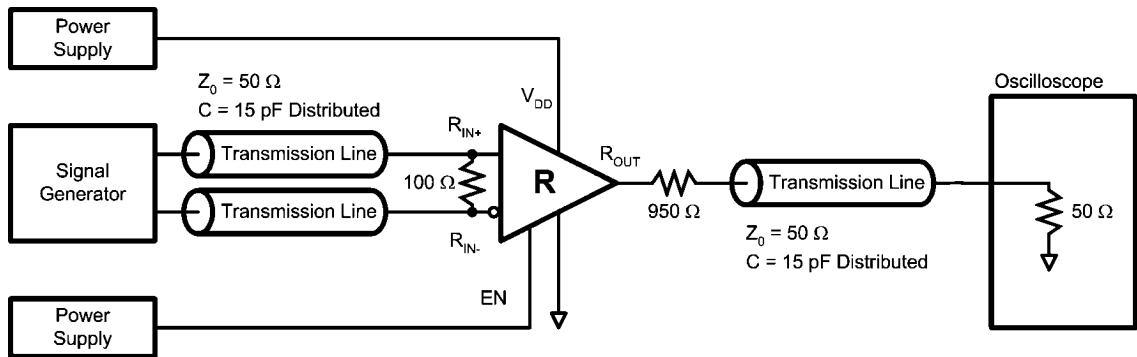 Power
Supply
Z0 = 50 Ω
C = 15 pF Distributed
VDD
Oscilloscope
Signal
Generator
Transmission Line
Transmission Line
RIN+
100 Ω
RIN-
R
ROUT
950 Ω
Transmission Line
Z0 = 50 Ω
C = 15 pF Distributed
50 Ω
EN
Power
Supply